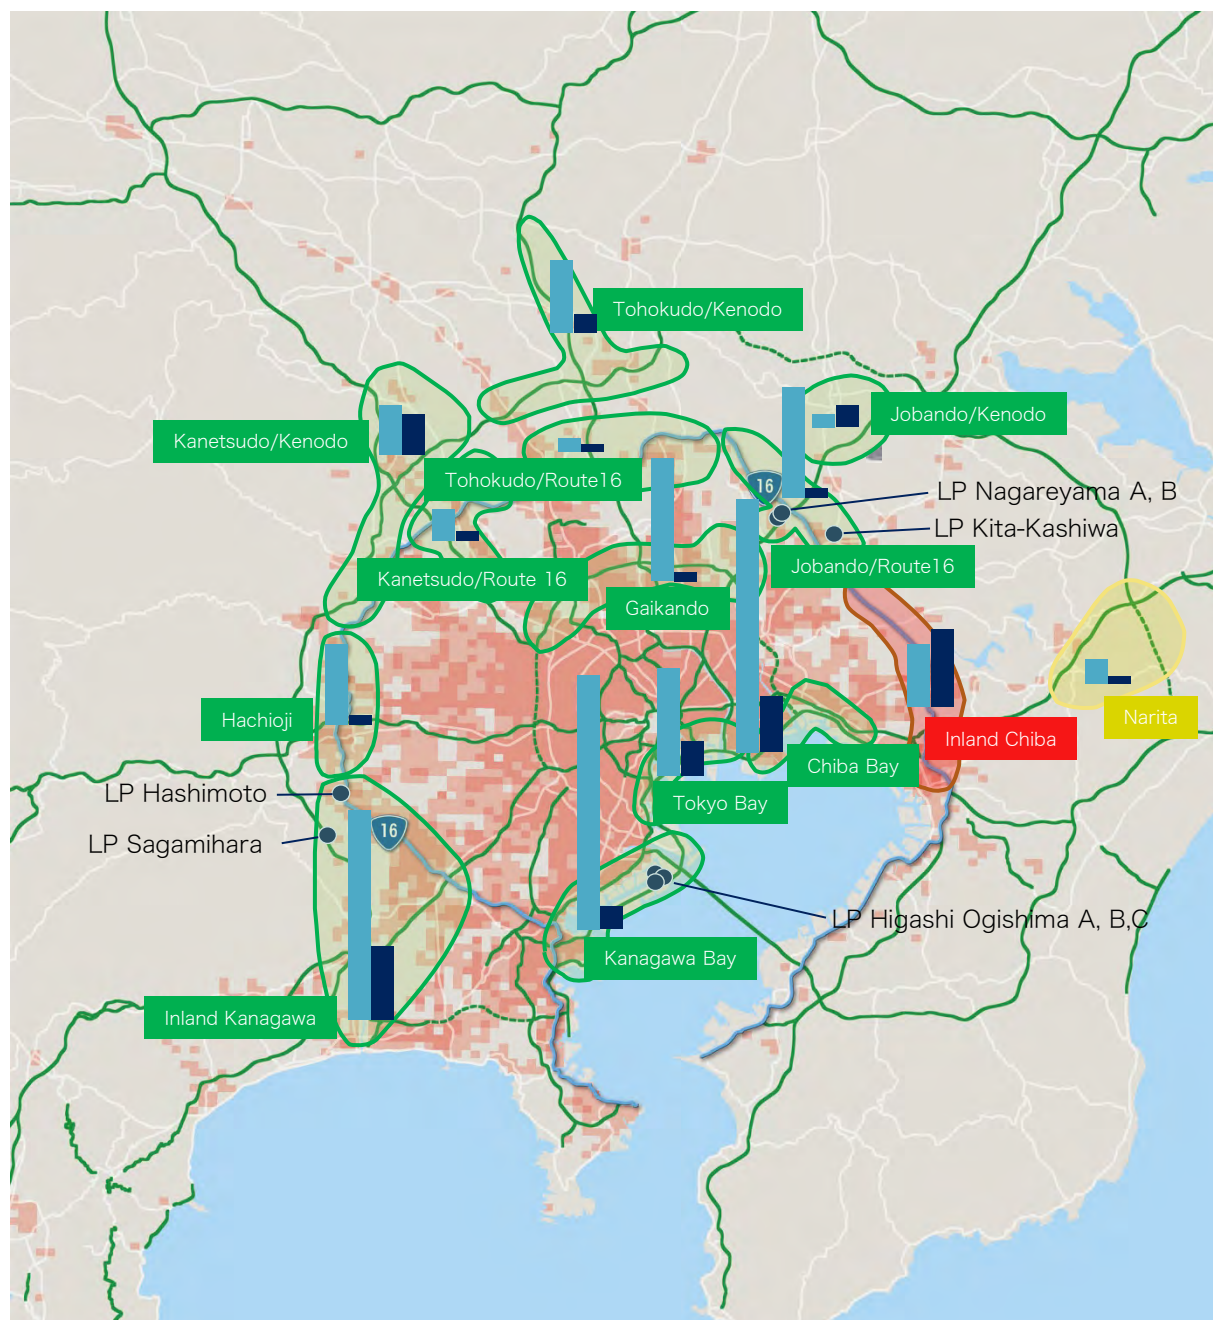 Tohokudo/Kenodo
Jobando/Kenodo
Kanetsudo/Kenodo
Tohokudo/Route16
16
LP Nagareyama A, B
LP Kita-Kashiwa
Jobando/Route16
Kanetsudo/Route 16
Gaikando
Hachioji
Narita
Inland Chiba
Chiba Bay
LP Hashimoto
Tokyo Bay
16
LP Sagamihara
LP Higashi Ogishima A, B,C
Kanagawa Bay
Inland Kanagawa